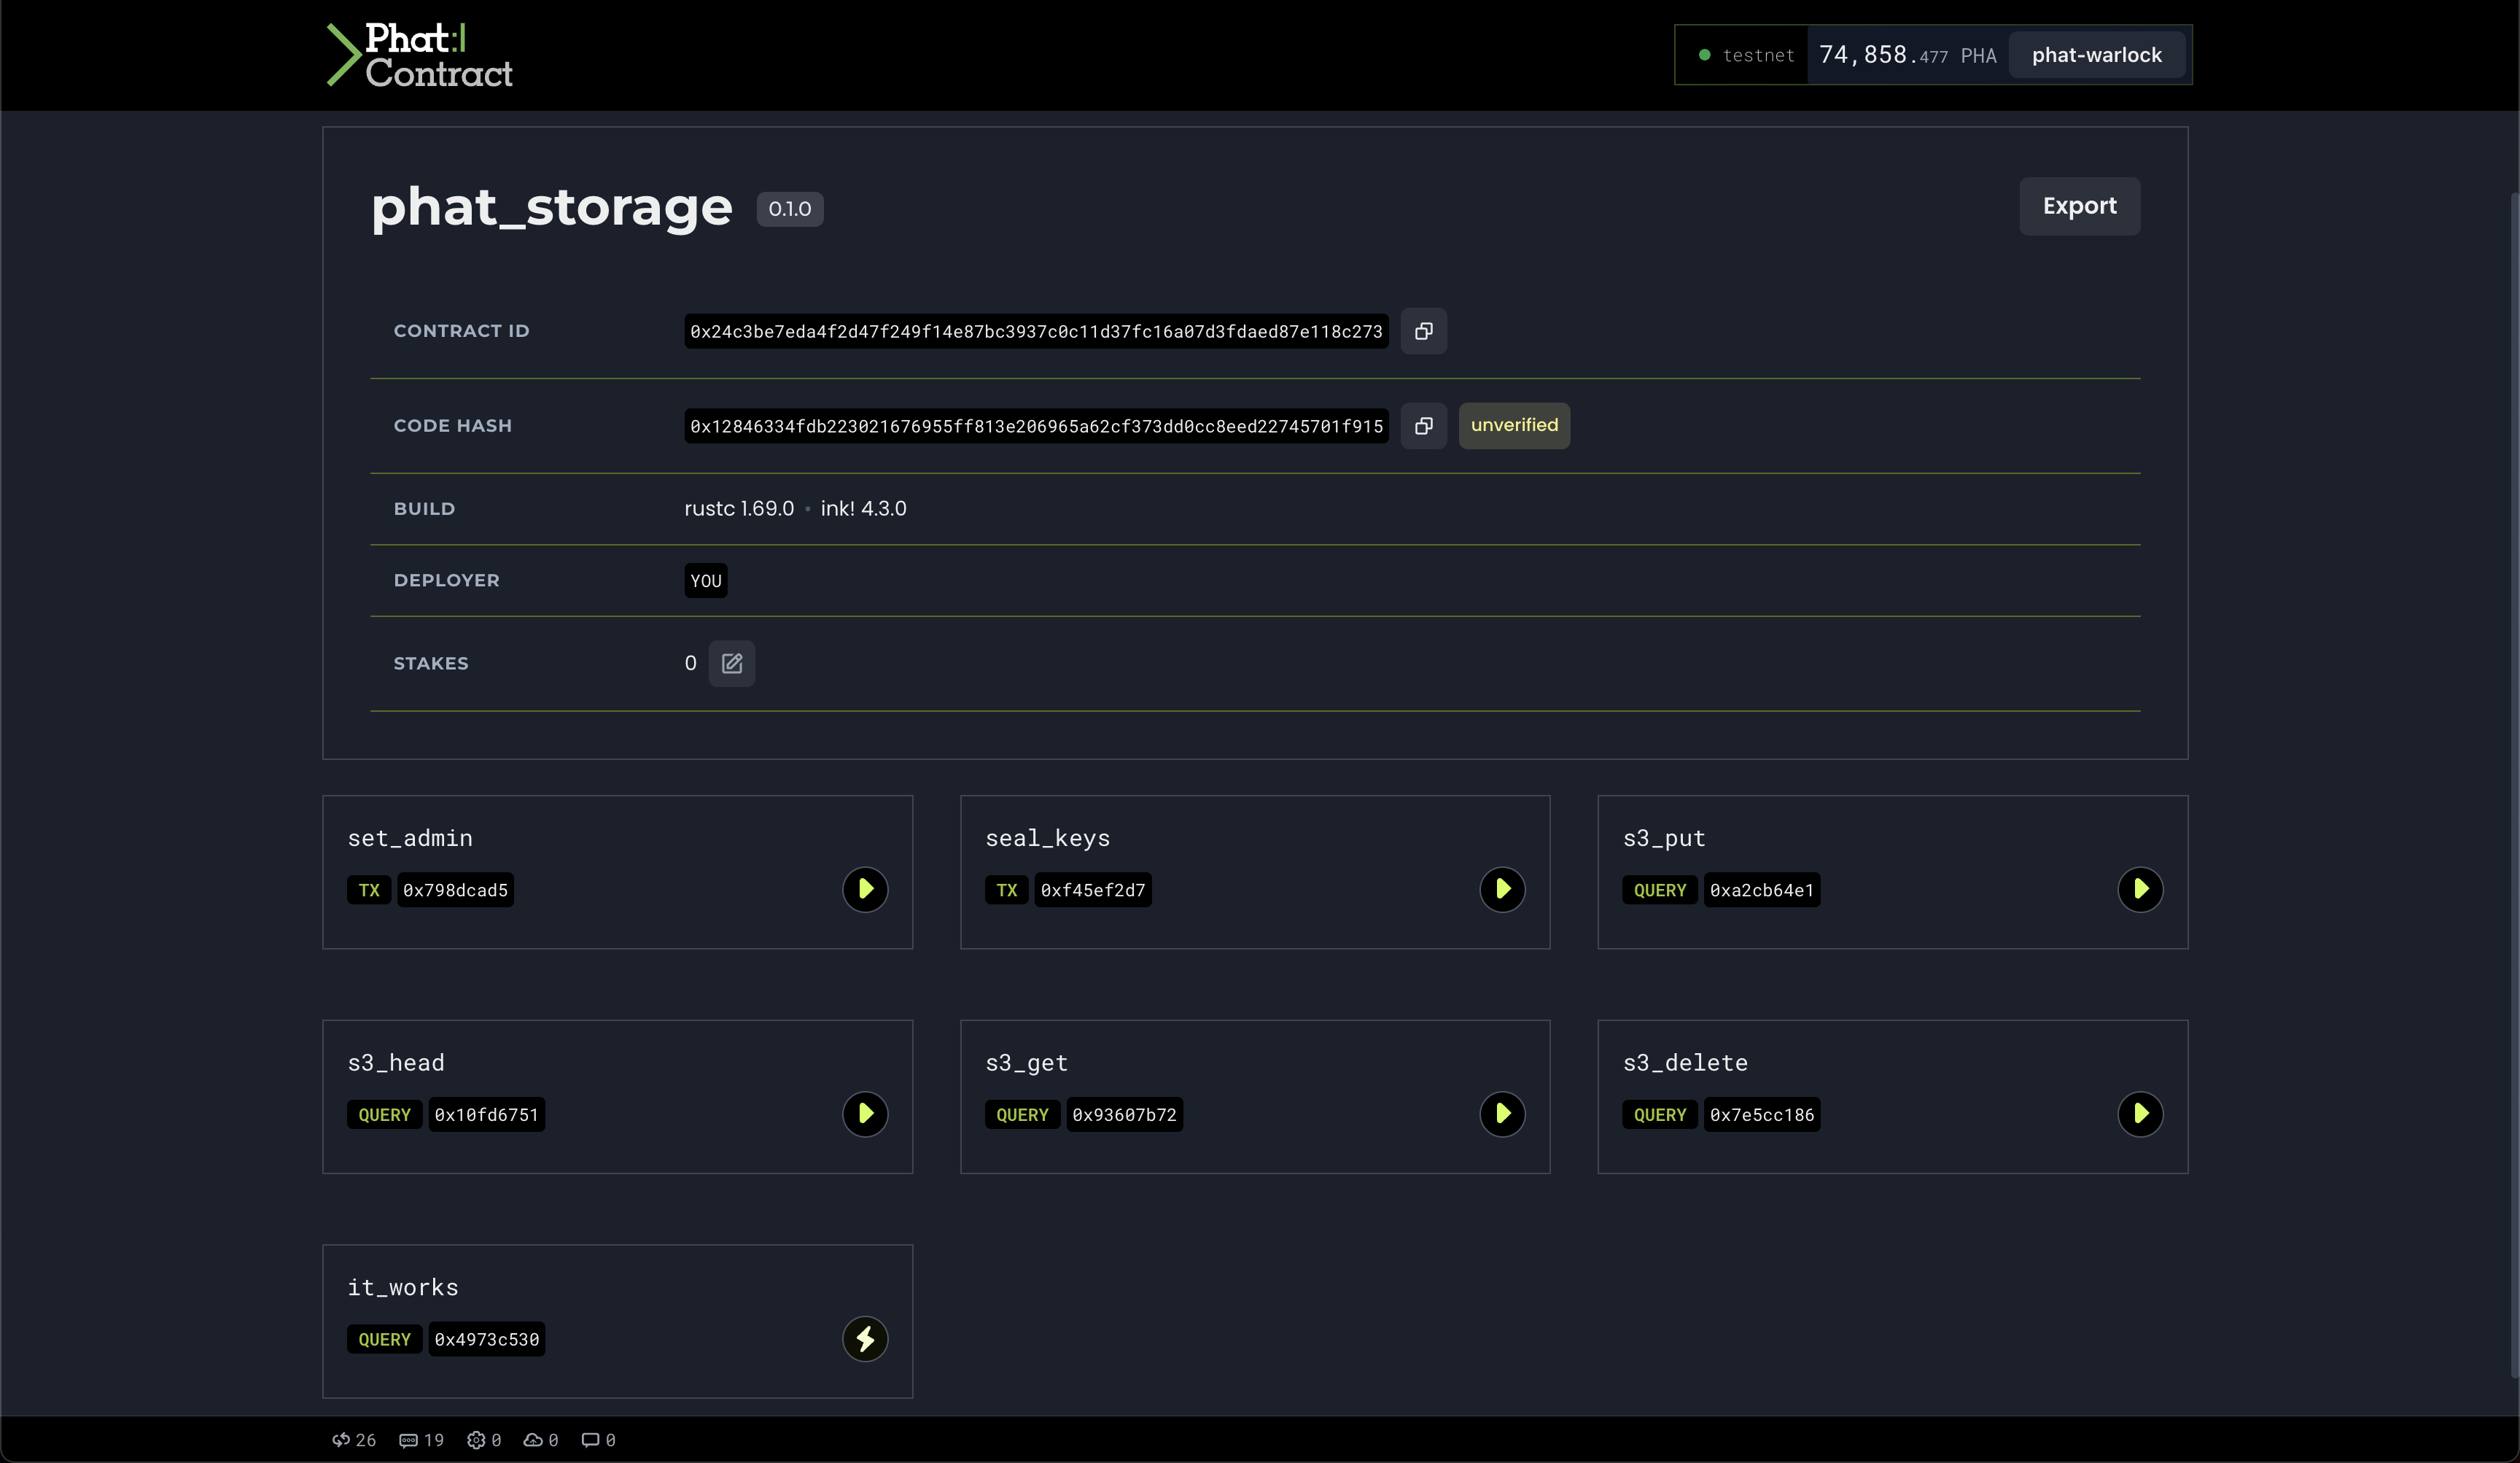 Phat:|
Contract
testnet 74,858.477 PHA phat-warlock
phat_storage 0.1.0
Export
CONTRACT ID 0x24c3be7eda4f2d47f249f14e87bc3937c0c11d37fc16a07d3fdaed87e118c273
CODE HASH 0x12846334fdb223021676955ff813e206965a62cf373dd0cc8eed22745701f915 unverified
BUILD rustc 1.69.0 • ink! 4.3.0
DEPLOYER YOU
STAKES 0
set_admin
TX 0x798dcad5
seal_keys
TX 0xf45ef2d7
s3_put
QUERY 0xa2cb64e1
s3_head
QUERY 0x10fd6751
s3_get
QUERY 0x93607b72
s3_delete
QUERY 0x7e5cc186
it_works
QUERY 0x4973c530
26 19 0 0 0